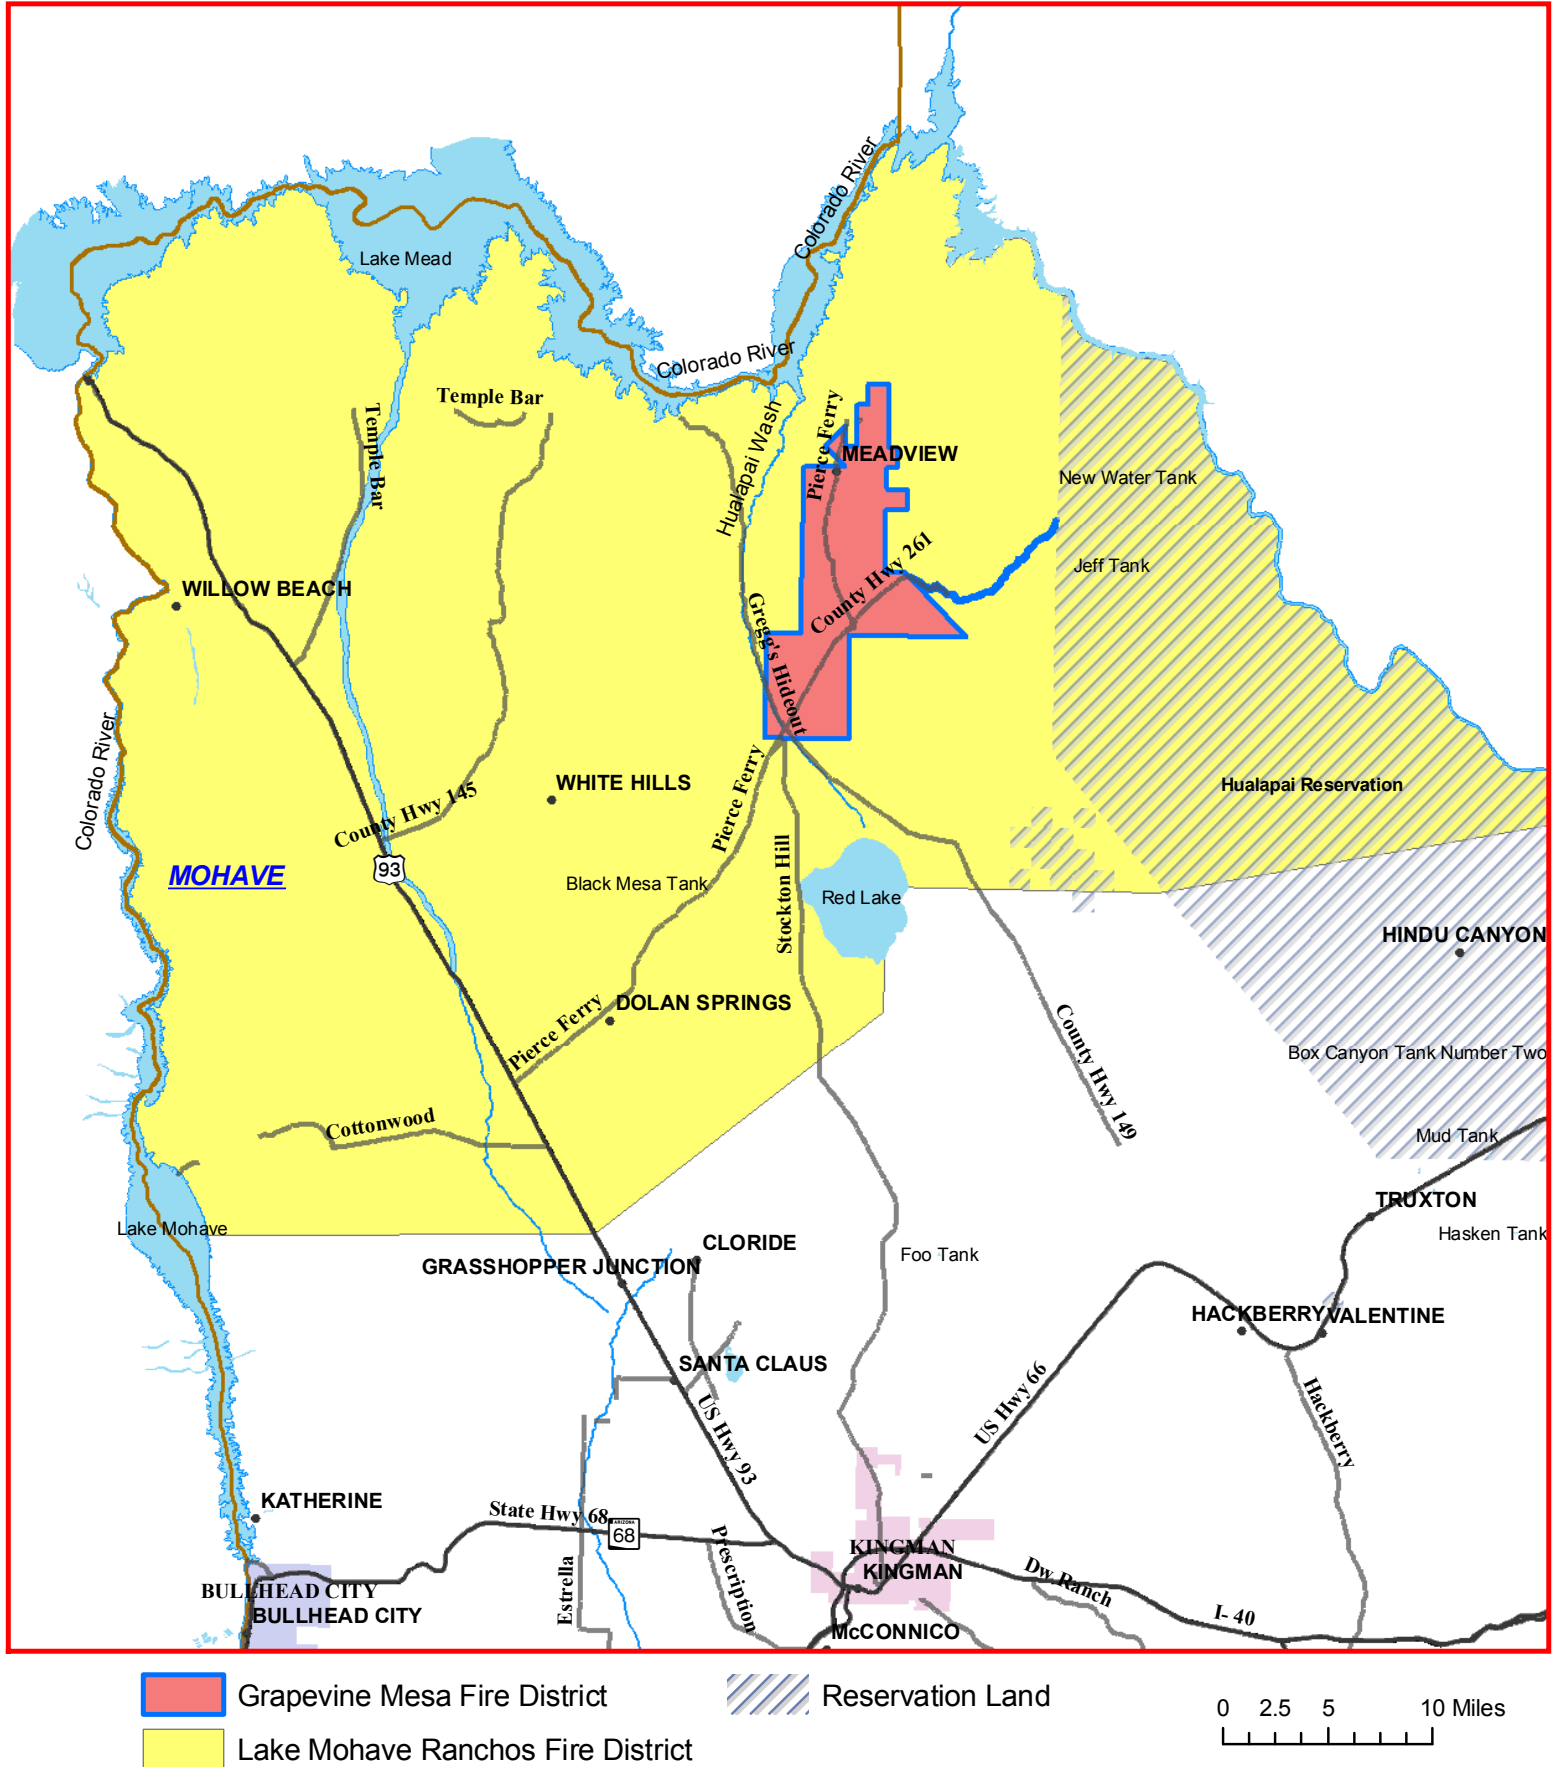 Colorado River
Lake Mead
Colorado River
Temple Bar
Temple Bar
Hualapai Wash
Pierce Ferry
MEADVIEW
New Water Tank
County Hwy 261
Jeff Tank
WILLOW BEACH
Gregg's Hideout
Colorado River
WHITE HILLS
Pierce Ferry
Hualapai Reservation
County Hwy 145
93
MOHAVE
Black Mesa Tank
Stockton Hill
Red Lake
HINDU CANYON
DOLAN SPRINGS
Pierce Ferry
County Hwy 149
Box Canyon Tank Number Two
Cottonwood
Mud Tank
TRUXTON
Lake Mohave
Hasken Tank
CLORIDE
Foo Tank
GRASSHOPPER JUNCTION
HACKBERRY
VALENTINE
SANTA CLAUS
US Hwy 93
US Hwy 66
Hackberry
KATHERINE
State Hwy 68
ARIZONA
68
Prescription
KINGMAN
KINGMAN
Estrella
Dw Ranch
BULLHEAD CITY
BULLHEAD CITY
I- 40
McCONNICO
Grapevine Mesa Fire District
Reservation Land
0 2.5 5 10 Miles
Lake Mohave Ranchos Fire District